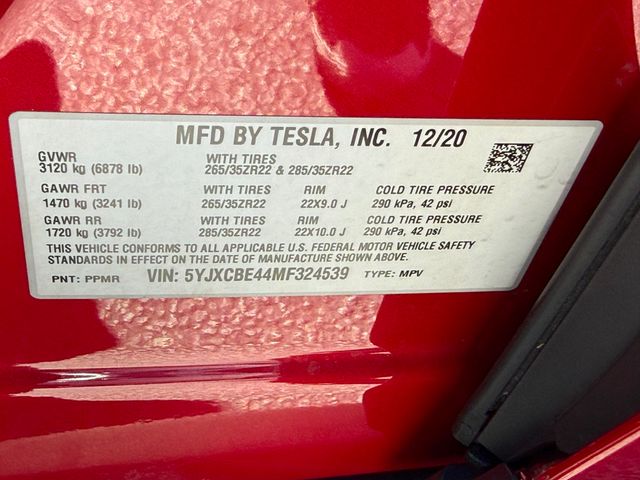 MFD BY TESLA, INC. 12/20
GVWR WITH TIRES
3120 kg (6878 lb) 265/35ZR22 & 285/35ZR22
GAWR FRT WITH TIRES RIM COLD TIRE PRESSURE
1470 kg (3241 lb) 265/35ZR22 22X9.0 J 290 kPa, 42 psi
GAWR RR WITH TIRES RIM COLD TIRE PRESSURE
1720 kg (3792 lb) 285/35ZR22 22X10.0 J 290 kPa, 42 psi
THIS VEHICLE CONFORMS TO ALL APPLICABLE U.S. FEDERAL MOTOR VEHICLE SAFETY
STANDARDS IN EFFECT ON THE DATE OF MANUFACTURE SHOWN ABOVE.
PNT: PPMR VIN: 5YJXCBE44MF324539 TYPE: MPV